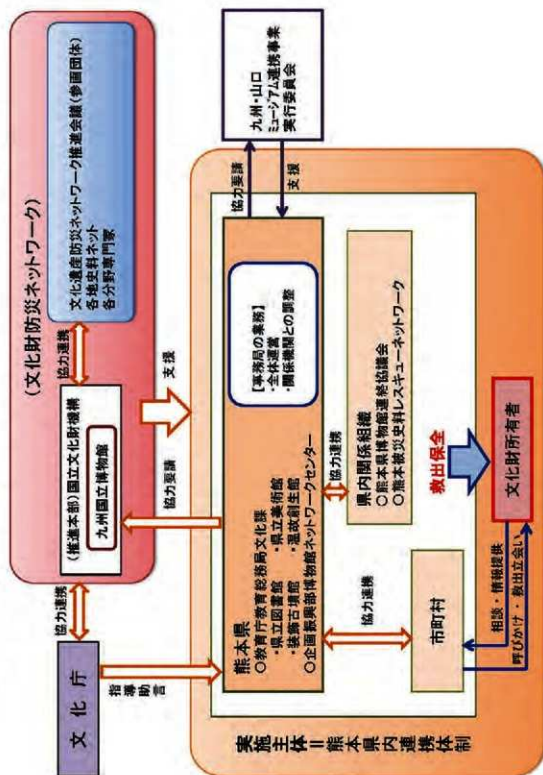 (文化財防災ネットワーク)
文化遺産防災ネットワーク推進会議(参画団体)
各地史料ネット
各分野専門家
協力連携
(推進本部)国立文化財機構
九州国立博物館
協力連携
文化庁
指導助言
協力要請
支援
熊本県
○教育庁教育総務局文化課
・県立図書館 ・県立美術館
・装飾古墳館 ・温故創生館
○企画振興部博物館ネットワークセンター
【事務局の業務】
・全体運営
・関係機関との調整
協力要請
支援
九州・山口
ミュージアム連携事業
実行委員会
協力連携
県内関係組織
○熊本県博物館連絡協議会
○熊本被災史料レスキューネットワーク
協力連携
市町村
救出保全
文化財所有者
相談・情報提供
呼びかけ・救出立会い
実施主体=熊本県内連携体制